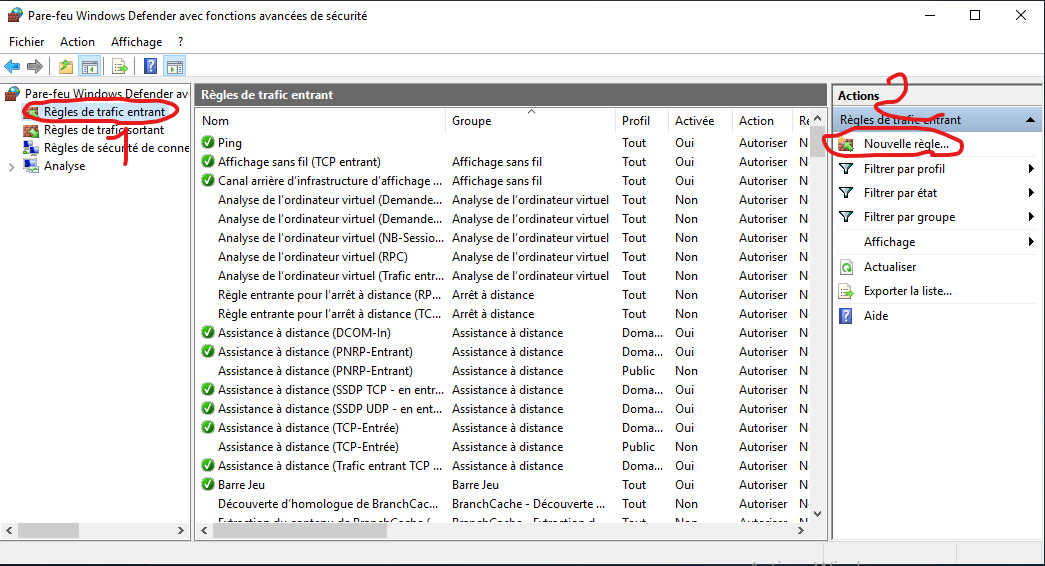 Pare-feu Windows Defender avec fonctions avancées de sécurité
Fichier Action Affichage ?
Pare-feu Windows Defender av
Règles de trafic entrant
Règles de trafic sortant
Règles de sécurité de conne
Analyse
1
Règles de trafic entrant
Nom Groupe Profil Activée Action Re
Ping Tout Oui Autoriser N
Affichage sans fil (TCP entrant) Affichage sans fil Tout Oui Autoriser N
Canal arrière d'infrastructure d'affichage ... Affichage sans fil Tout Oui Autoriser N
Analyse de l'ordinateur virtuel (Demande... Analyse de l'ordinateur virtuel Tout Non Autoriser N
Analyse de l'ordinateur virtuel (Demande... Analyse de l'ordinateur virtuel Tout Non Autoriser N
Analyse de l'ordinateur virtuel (NB-Sessio... Analyse de l'ordinateur virtuel Tout Non Autoriser N
Analyse de l'ordinateur virtuel (RPC) Analyse de l'ordinateur virtuel Tout Non Autoriser N
Analyse de l'ordinateur virtuel (Trafic entr... Analyse de l'ordinateur virtuel Tout Non Autoriser N
Règle entrante pour l'arrêt à distance (RP... Arrêt à distance Tout Non Autoriser N
Règle entrante pour l'arrêt à distance (TC... Arrêt à distance Tout Non Autoriser N
Assistance à distance (DCOM-In) Assistance à distance Doma... Oui Autoriser N
Assistance à distance (PNRP-Entrant) Assistance à distance Doma... Oui Autoriser N
Assistance à distance (PNRP-Entrant) Assistance à distance Public Non Autoriser N
Assistance à distance (SSDP TCP - en entr... Assistance à distance Doma... Oui Autoriser N
Assistance à distance (SSDP UDP - en ent... Assistance à distance Doma... Oui Autoriser N
Assistance à distance (TCP-Entrée) Assistance à distance Doma... Oui Autoriser N
Assistance à distance (TCP-Entrée) Assistance à distance Public Non Autoriser N
Assistance à distance (Trafic entrant TCP ... Assistance à distance Doma... Oui Autoriser N
Barre Jeu Barre Jeu Tout Oui Autoriser N
Découverte d'homologue de BranchCac... BranchCache - Découverte ... Tout Non Autoriser N
Extraction du contenu de BranchCache ( BranchCache - Extraction d Tout Non Autoriser N
Actions
2
Règles de trafic entrant
Nouvelle règle...
Filtrer par profil
Filtrer par état
Filtrer par groupe
Affichage
Actualiser
Exporter la liste...
Aide